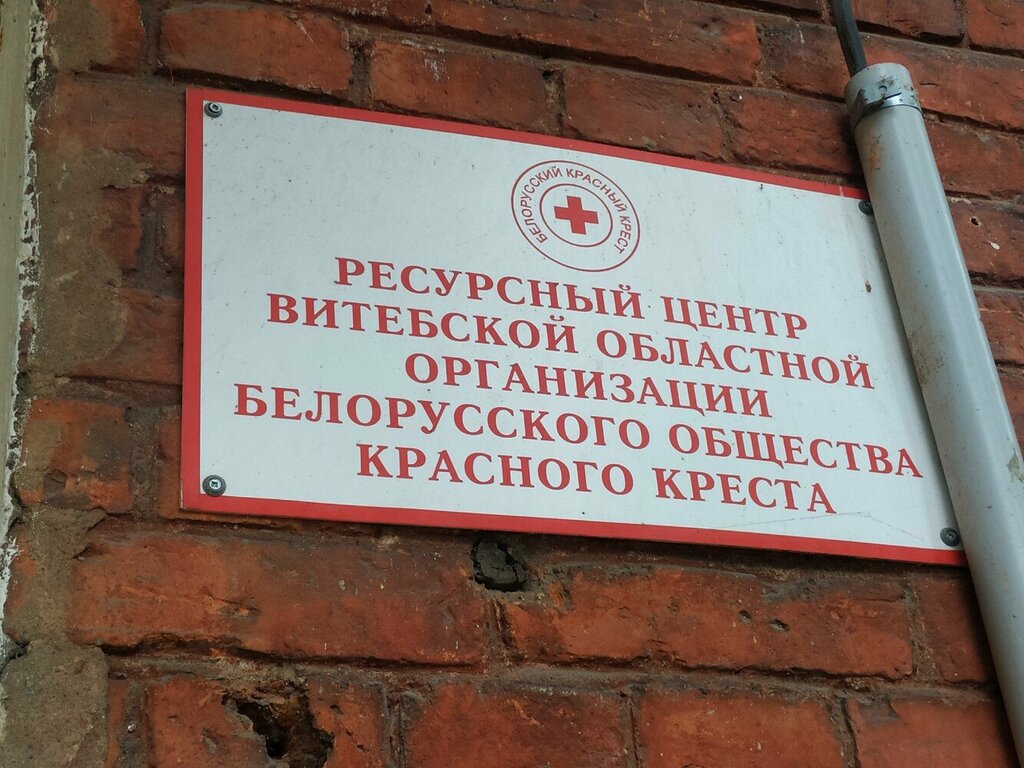 БЕЛОРУССКИЙ КРАСНЫЙ КРЕСТ
РЕСУРСНЫЙ ЦЕНТР
ВИТЕБСКОЙ ОБЛАСТНОЙ
ОРГАНИЗАЦИИ
БЕЛОРУССКОГО ОБЩЕСТВА
КРАСНОГО КРЕСТА